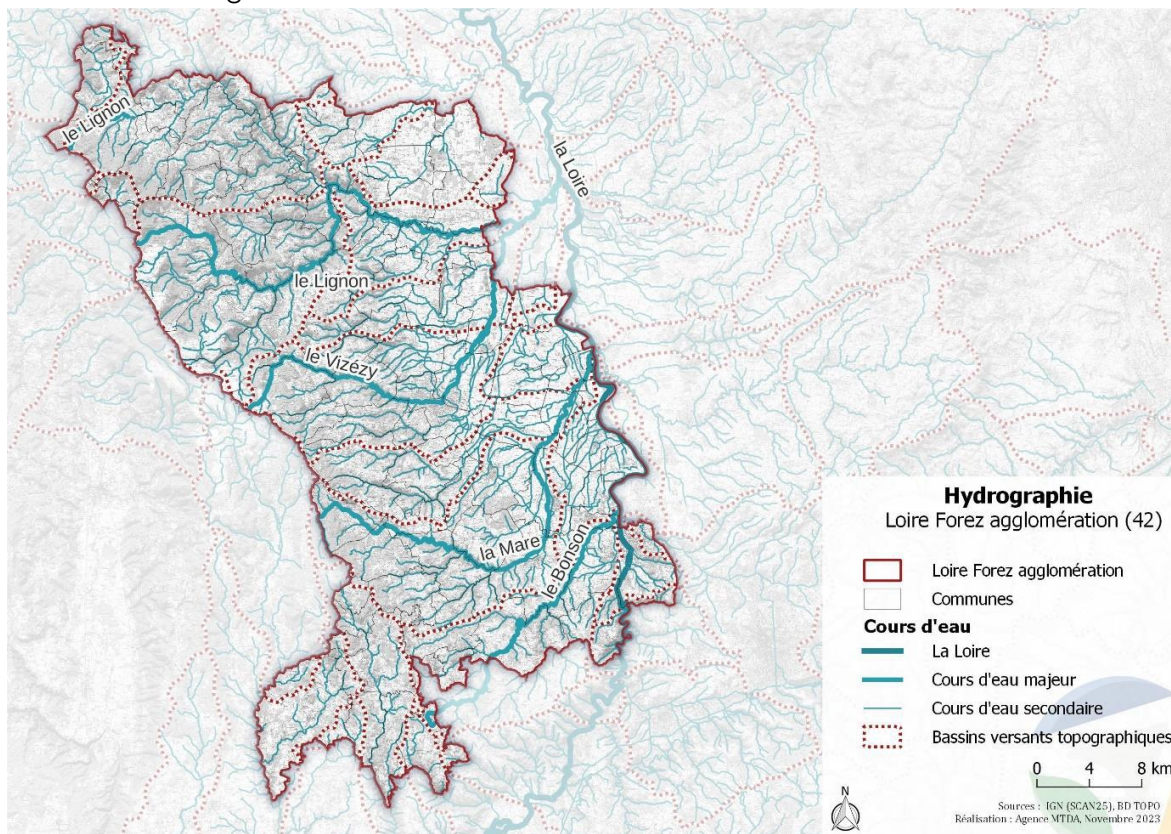 le Lignon
la Loire
le Lignon
le Vizézy
la Mare
le Bonson
Hydrographie
Loire Forez agglomération (42)
Loire Forez agglomération
Communes
Cours d'eau
La Loire
Cours d'eau majeur
Cours d'eau secondaire
Bassins versants topographiques
0 4 8 km
N
Sources : IGN (SCAN25), BD TOPO
Réalisation : Agence MTDA, Novembre 2023